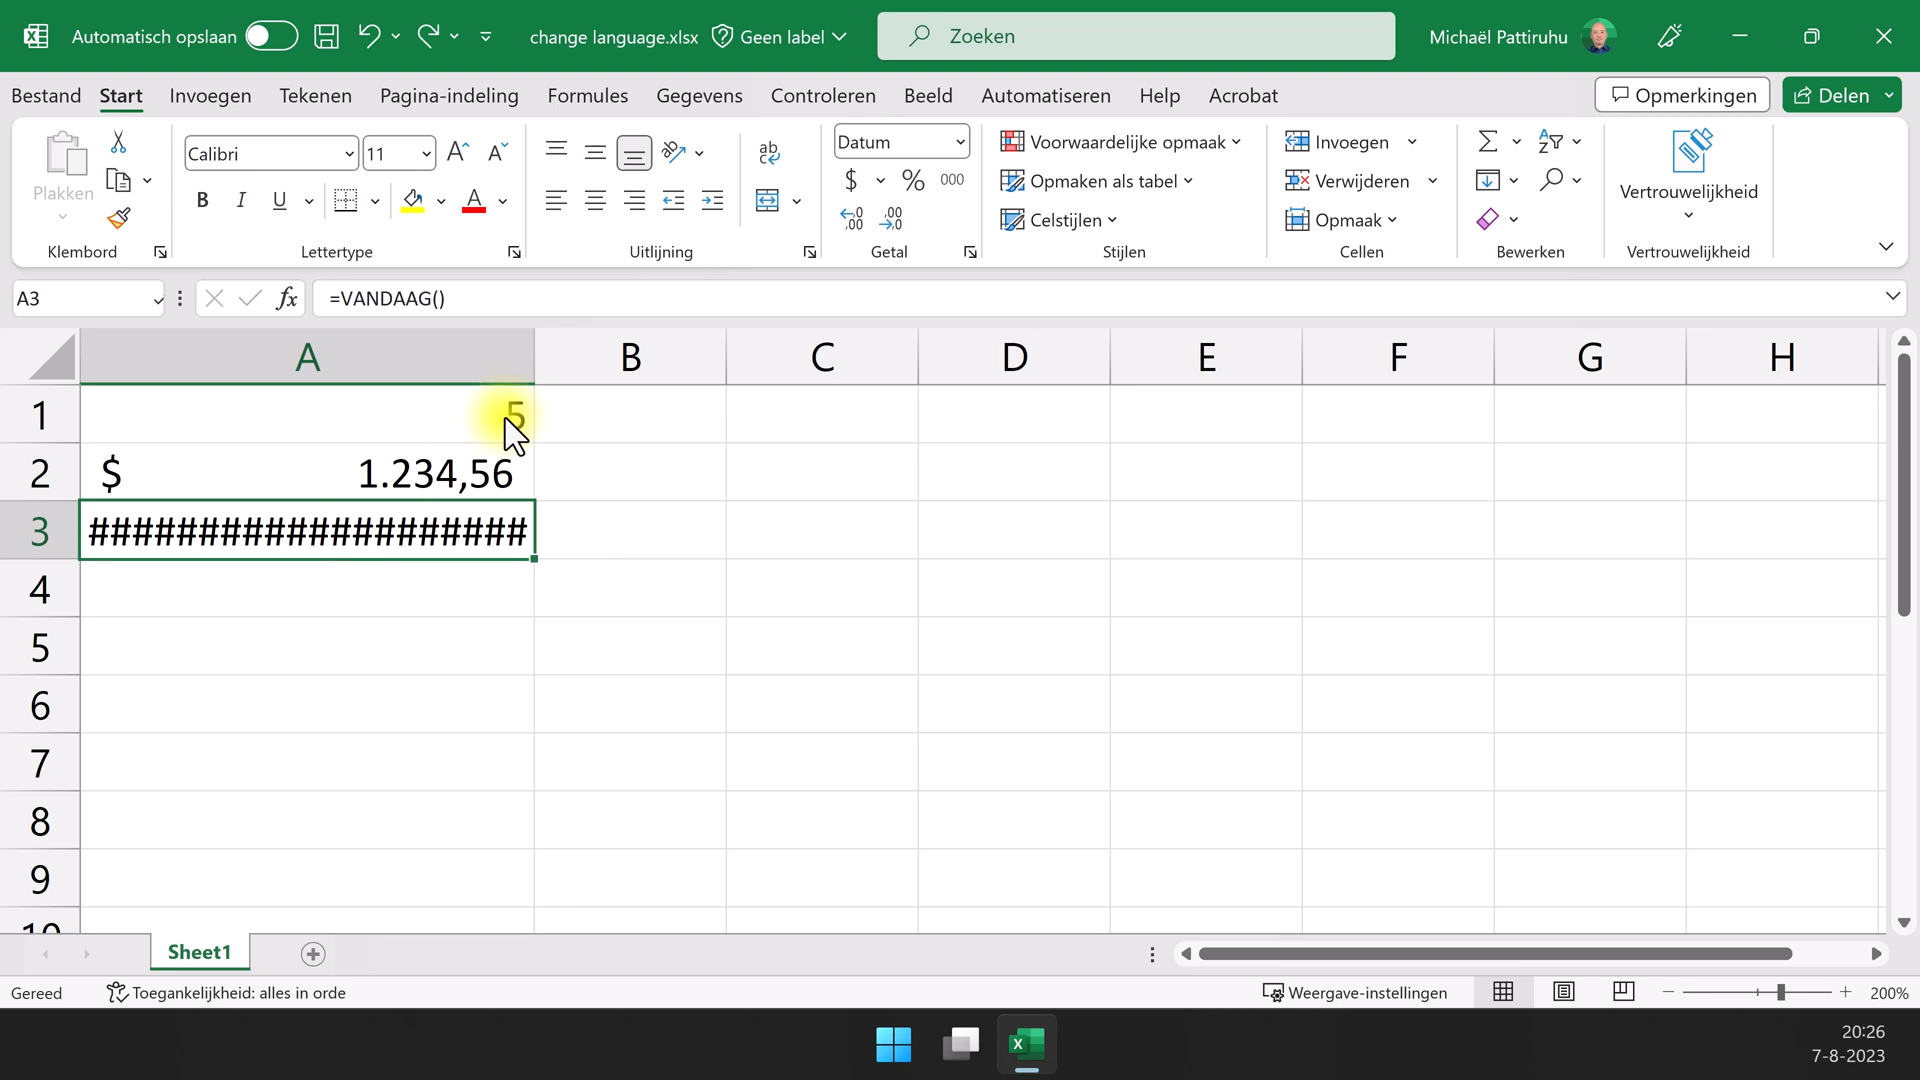 Automatisch opslaan change language.xlsx Geen label Zoeken Michaël Pattiruhu
Bestand Start Invoegen Tekenen Pagina-indeling Formules Gegevens Controleren Beeld Automatiseren Help Acrobat Opmerkingen Delen
Plakken
Klembord
Calibri 11
B I U A
Lettertype
ab
Uitlijning
Datum
$ % 000
Getal
Voorwaardelijke opmaak
Opmaken als tabel
Celstijlen
Stijlen
Invoegen
Verwijderen
Opmaak
Cellen
Bewerken
Vertrouwelijkheid
Vertrouwelijkheid
A3 fx =VANDAAG()
A B C D E F G H
1 5
2 $ 1.234,56
3 ####################
4
5
6
7
8
9
10
Sheet1
Gereed Toegankelijkheid: alles in orde Weergave-instellingen 200%
20:26
7-8-2023